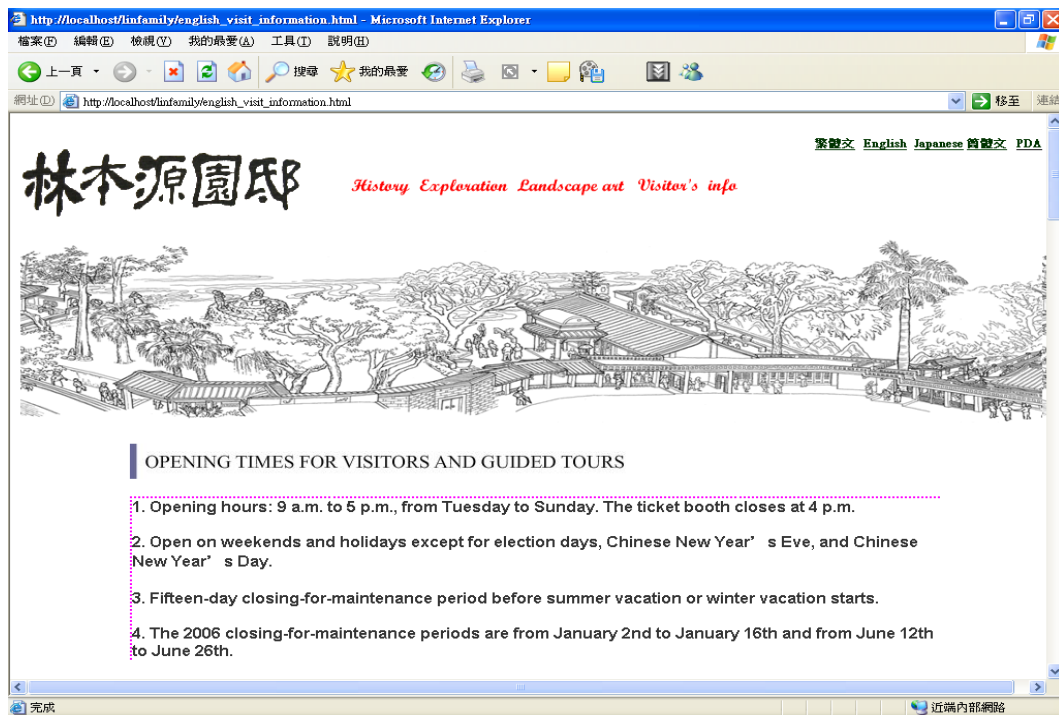 http://localhost/linfamily/english_visit_information.html - Microsoft Internet Explorer
檔案(F) 編輯(E) 檢視(V) 我的最愛(A) 工具(T) 說明(H)
上一頁 搜尋 我的最愛
網址(D) http://localhost/linfamily/english_visit_information.html 移至 連結
繁體文 English Japanese 簡體文 PDA
林本源園邸
History Exploration Landscape art Visitor's info
OPENING TIMES FOR VISITORS AND GUIDED TOURS
1. Opening hours: 9 a.m. to 5 p.m., from Tuesday to Sunday. The ticket booth closes at 4 p.m.
2. Open on weekends and holidays except for election days, Chinese New Year’s Eve, and Chinese
New Year’s Day.
3. Fifteen-day closing-for-maintenance period before summer vacation or winter vacation starts.
4. The 2006 closing-for-maintenance periods are from January 2nd to January 16th and from June 12th
to June 26th.
完成 近端內部網路